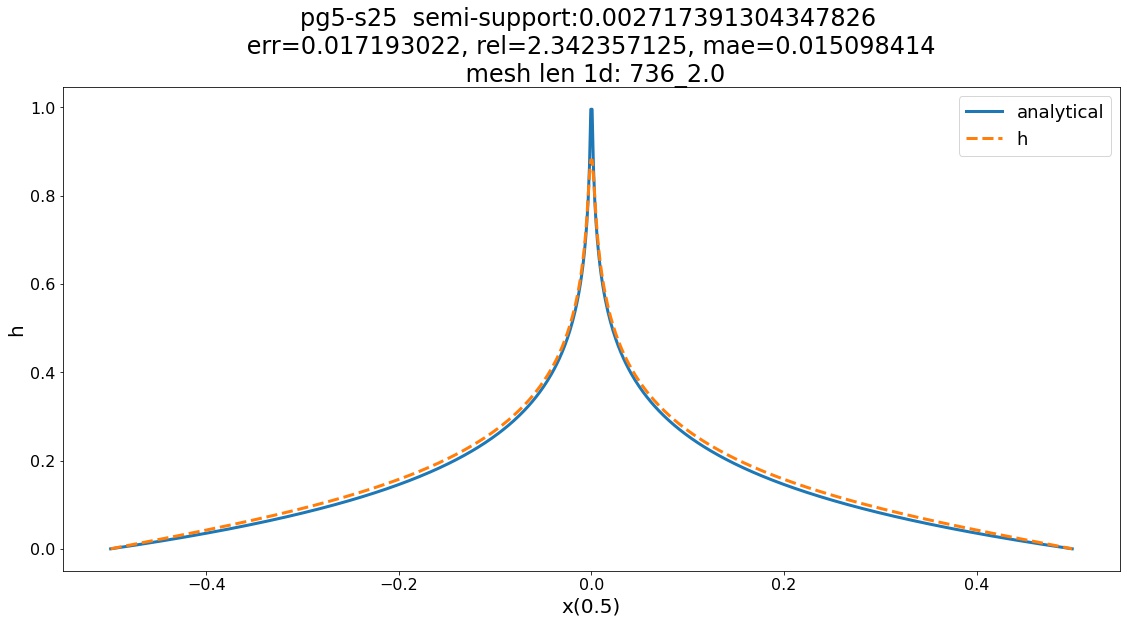 pg5-s25  semi-support:0.002717391304347826
err=0.017193022, rel=2.342357125, mae=0.015098414
mesh len 1d: 736_2.0
analytical
h
1.0
0.8
0.6
0.4
0.2
0.0
h
−0.4
−0.2
0.0
0.2
0.4
x(0.5)